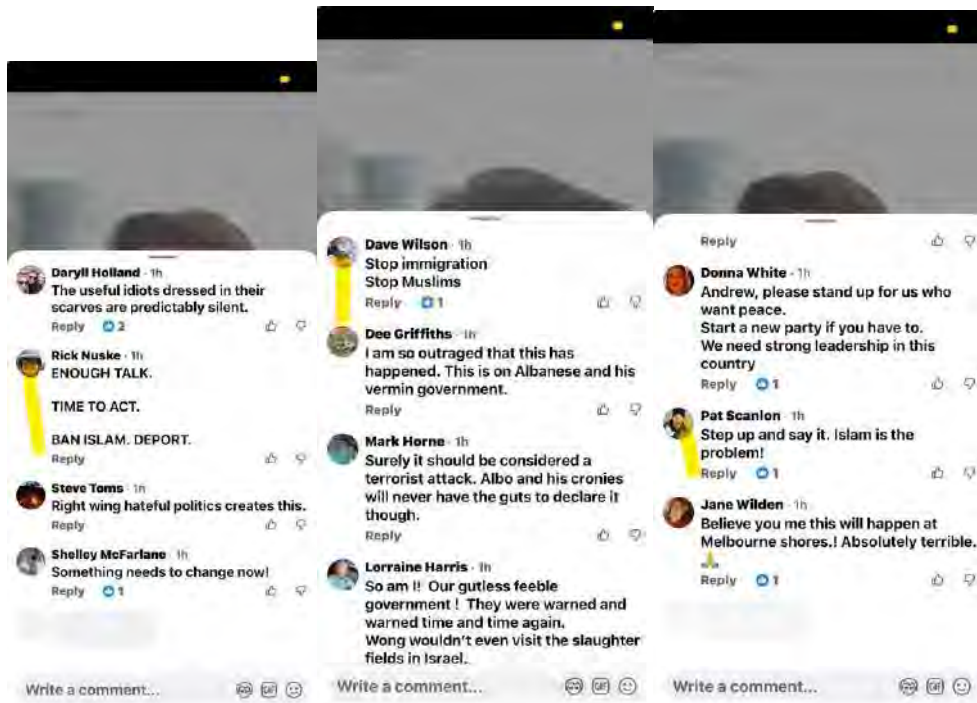 Daryll Holland · 1h
The useful idiots dressed in their
scarves are predictably silent.
Reply 2
Rick Nuske · 1h
ENOUGH TALK.
TIME TO ACT.
BAN ISLAM. DEPORT.
Reply
Steve Toms · 1h
Right wing hateful politics creates this.
Reply
Shelley McFarlane · 1h
Something needs to change now!
Reply 1
Write a comment...
GIF
Dave Wilson · 1h
Stop immigration
Stop Muslims
Reply 1
Dee Griffiths · 1h
I am so outraged that this has
happened. This is on Albanese and his
vermin government.
Reply
Mark Horne · 1h
Surely it should be considered a
terrorist attack. Albo and his cronies
will never have the guts to declare it
though.
Reply
Lorraine Harris · 1h
So am !! Our gutless feeble
government ! They were warned and
warned time and time again.
Wong wouldn't even visit the slaughter
fields in Israel.
Write a comment...
GIF
Reply
Donna White · 1h
Andrew, please stand up for us who
want peace.
Start a new party if you have to.
We need strong leadership in this
country
Reply 1
Pat Scanlon · 1h
Step up and say it. Islam is the
problem!
Reply 1
Jane Wilden · 1h
Believe you me this will happen at
Melbourne shores.! Absolutely terrible.
Reply 1
Write a comment...
GIF